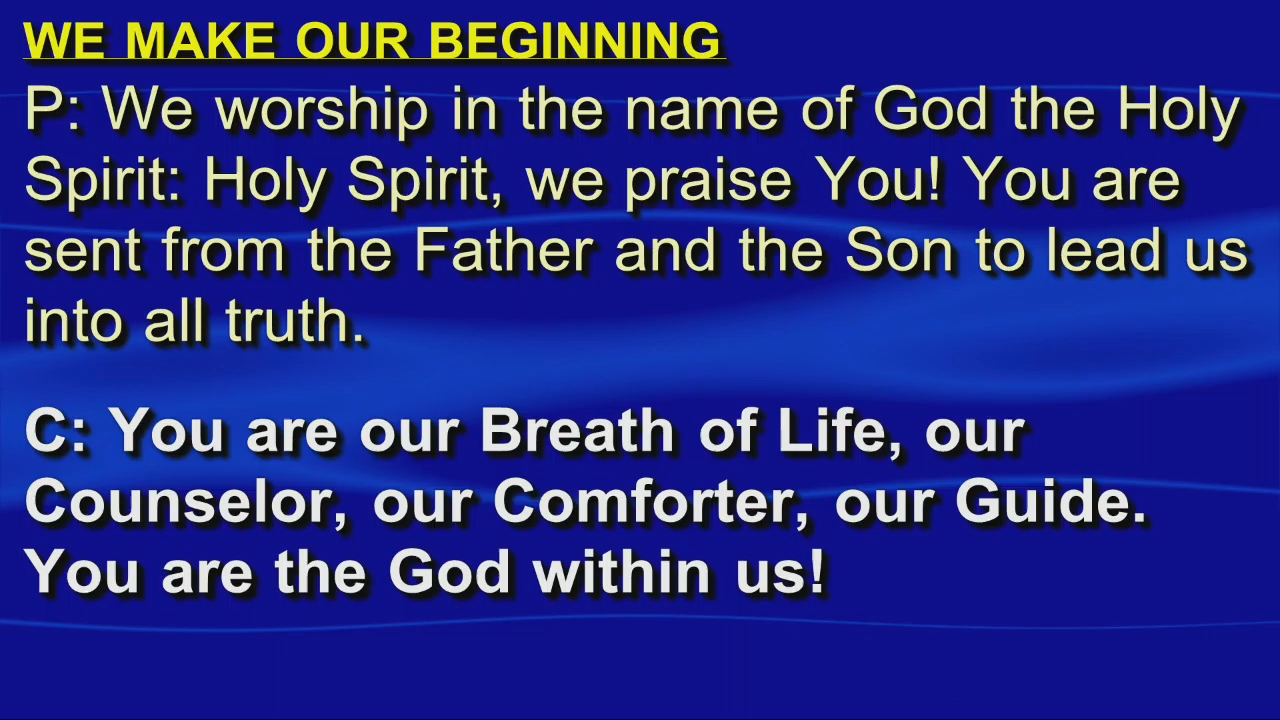 WE MAKE OUR BEGINNING
P: We worship in the name of God the Holy
Spirit: Holy Spirit, we praise You! You are
sent from the Father and the Son to lead us
into all truth.
C: You are our Breath of Life, our
Counselor, our Comforter, our Guide.
You are the God within us!